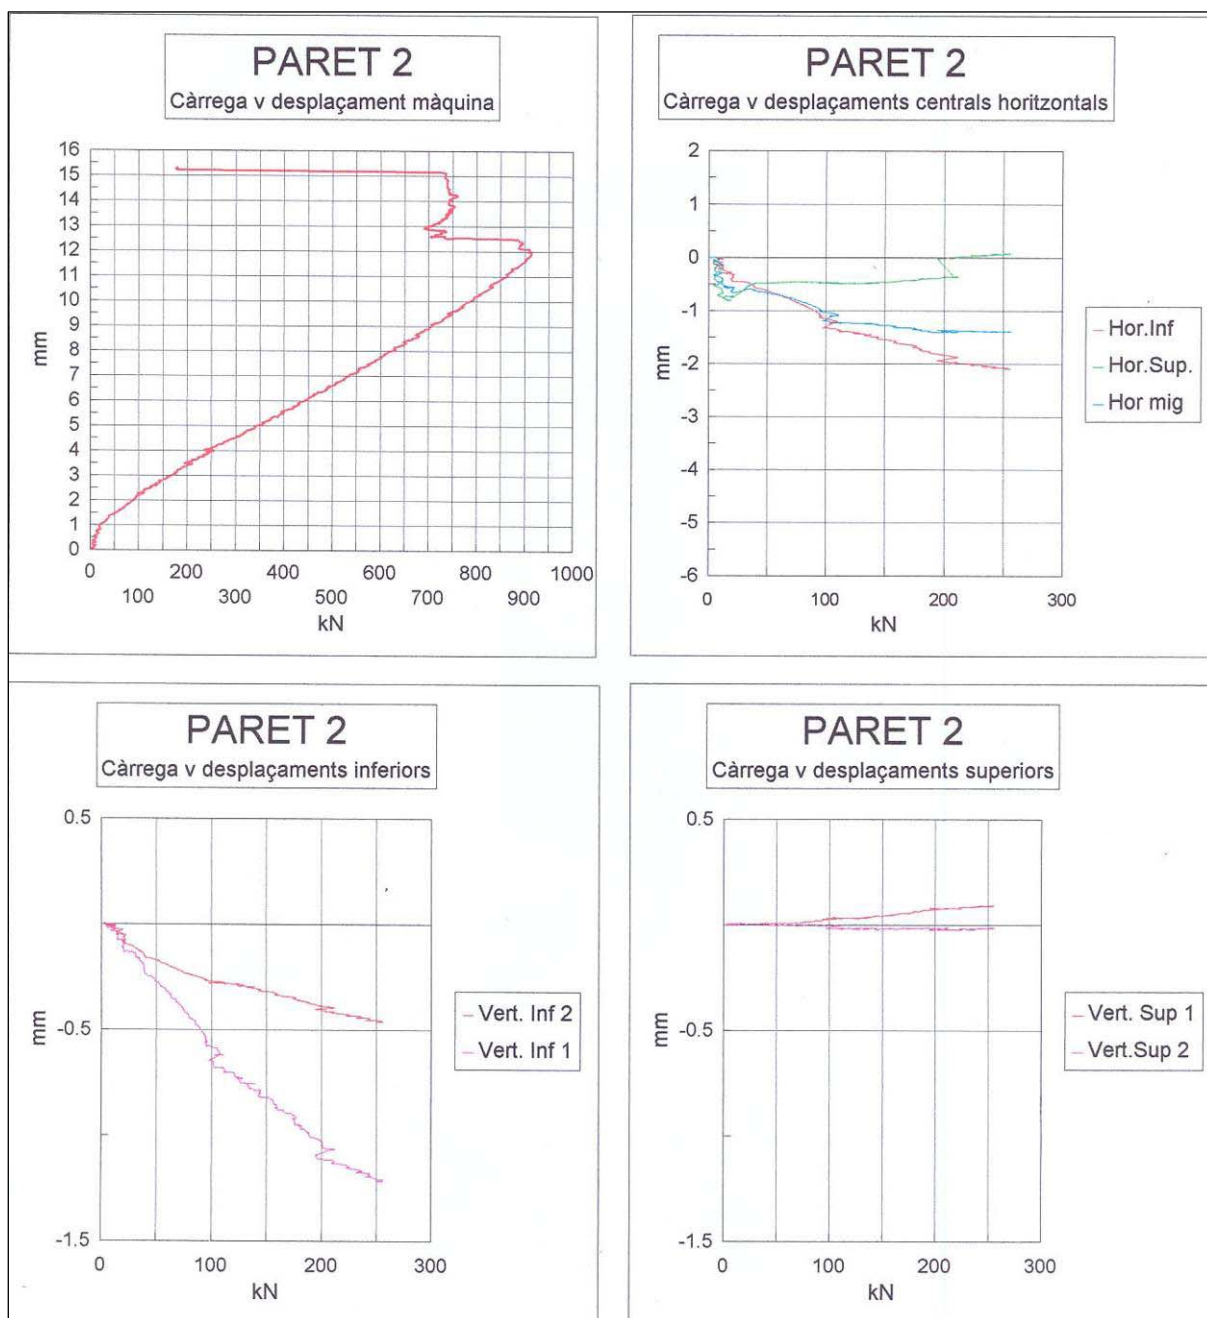 PARET 2
Càrrega v desplaçament màquina
16
15
14
13
12
11
10
9
8
7
6
5
4
3
2
1
0
mm
0 200 400 600 800 1000
100 300 500 700 900
kN
PARET 2
Càrrega v desplaçaments centrals horitzontals
2
1
0
-1
-2
-3
-4
-5
-6
mm
0 100 200 300
kN
Hor.Inf
Hor.Sup.
Hor mig
PARET 2
Càrrega v desplaçaments inferiors
0.5
-0.5
-1.5
mm
0 100 200 300
kN
Vert. Inf 2
Vert. Inf 1
PARET 2
Càrrega v desplaçaments superiors
0.5
-0.5
-1.5
mm
0 100 200 300
kN
Vert. Sup 1
Vert.Sup 2